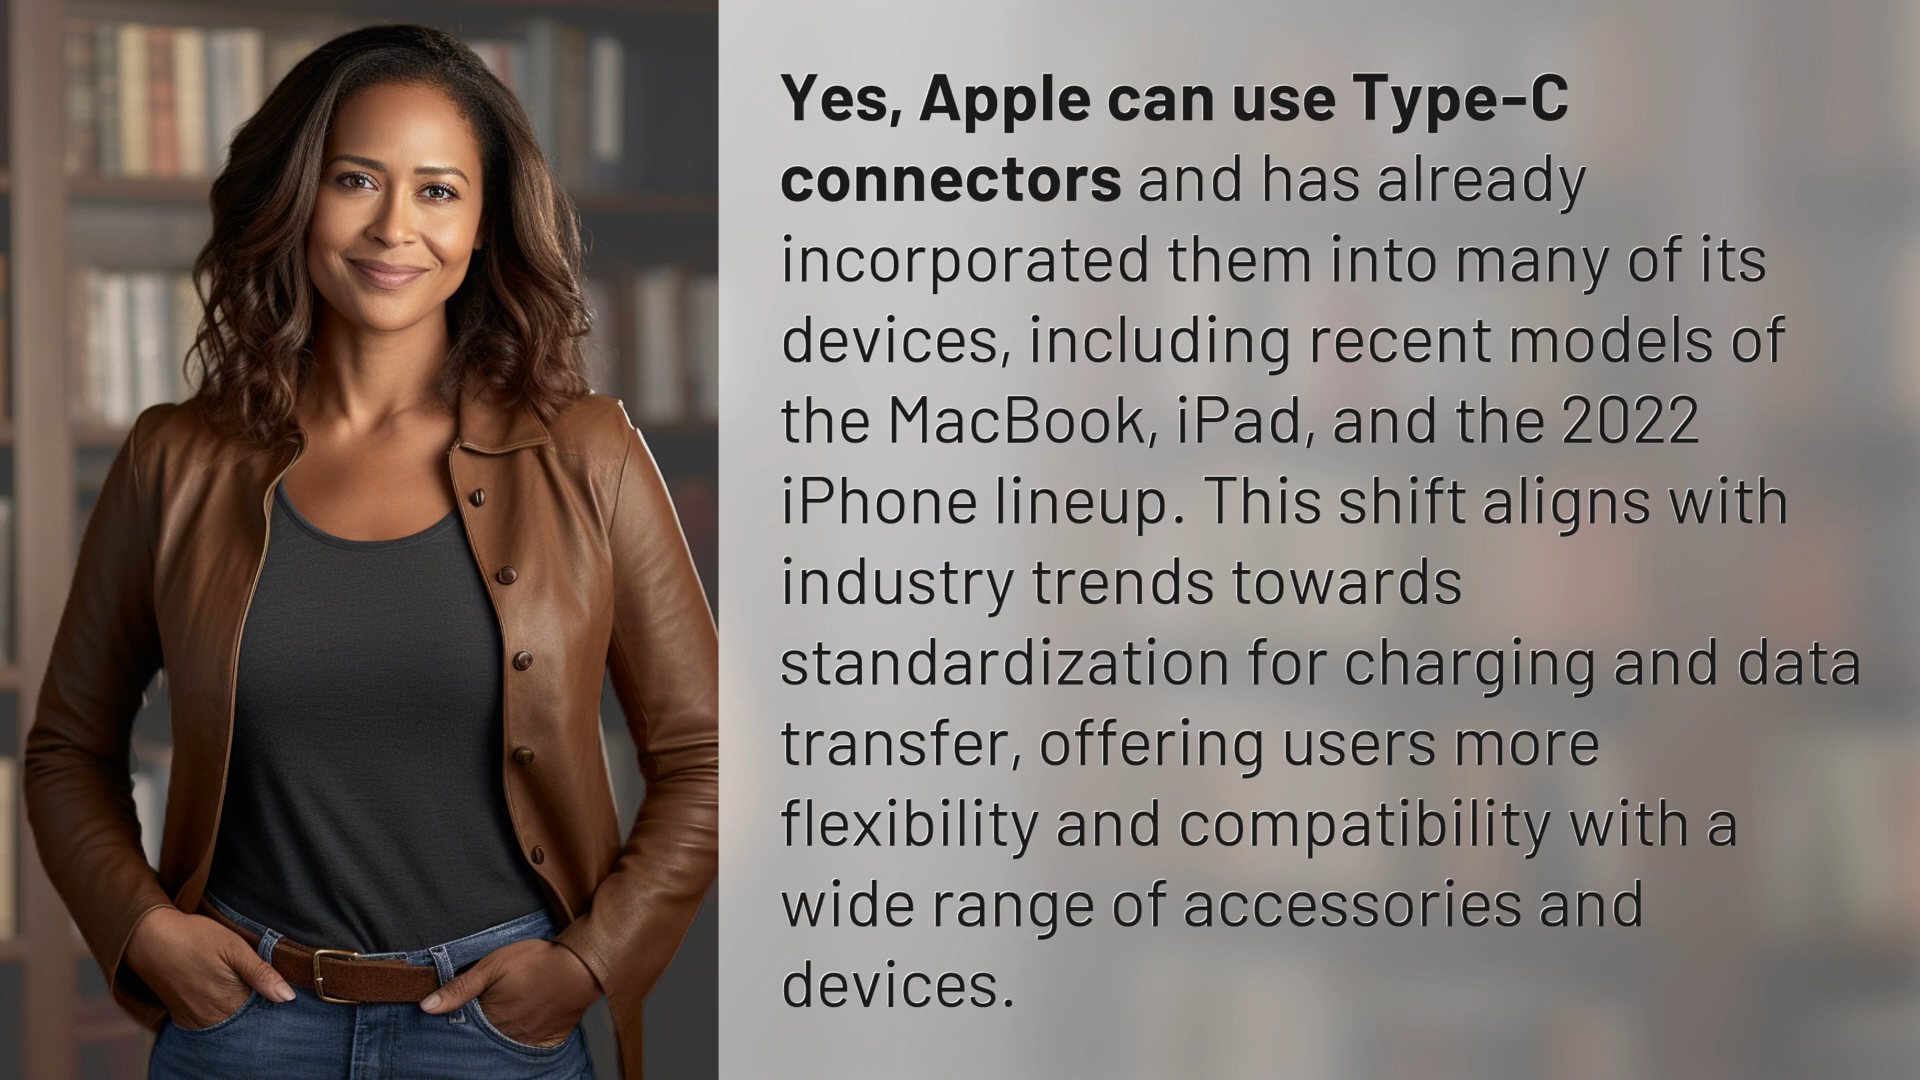 Yes, Apple can use Type-C
connectors and has already
incorporated them into many of its
devices, including recent models of
the MacBook, iPad, and the 2022
iPhone lineup. This shift aligns with
industry trends towards
standardization for charging and data
transfer, offering users more
flexibility and compatibility with a
wide range of accessories and
devices.